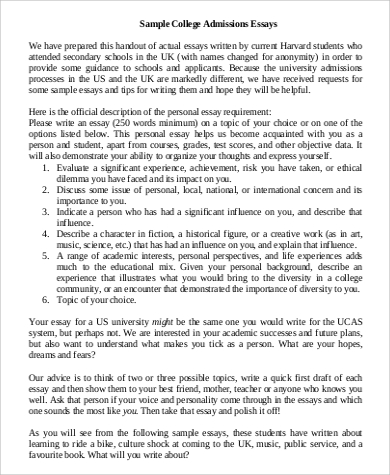 Sample College Admissions Essays
We have prepared this handout of actual essays written by current Harvard students who
attended secondary schools in the UK (with names changed for anonymity) in order to
provide some guidance to schools and applicants. Because the university admissions
processes in the US and the UK are markedly different, we have received requests for
some sample essays and tips for writing them and hope they will be helpful.
Here is the official description of the personal essay requirement:
Please write an essay (250 words minimum) on a topic of your choice or on one of the
options listed below. This personal essay helps us become acquainted with you as a
person and student, apart from courses, grades, test scores, and other objective data. It
will also demonstrate your ability to organize your thoughts and express yourself.
1. Evaluate a significant experience, achievement, risk you have taken, or ethical
dilemma you have faced and its impact on you.
2. Discuss some issue of personal, local, national, or international concern and its
importance to you.
3. Indicate a person who has had a significant influence on you, and describe that
influence.
4. Describe a character in fiction, a historical figure, or a creative work (as in art,
music, science, etc.) that has had an influence on you, and explain that influence.
5. A range of academic interests, personal perspectives, and life experiences adds
much to the educational mix. Given your personal background, describe an
experience that illustrates what you would bring to the diversity in a college
community, or an encounter that demonstrated the importance of diversity to you.
6. Topic of your choice.
Your essay for a US university might be the same one you would write for the UCAS
system, but perhaps not. We are interested in your academic successes and future plans,
but also want to understand what makes you tick as a person. What are your hopes,
dreams and fears?
Our advice is to think of two or three possible topics, write a quick first draft of each
essay and then show them to your best friend, mother, teacher or anyone who knows you
well. Ask that person if your voice and personality come through in the essays and which
one sounds the most like you. Then take that essay and polish it off!
As you will see from the following sample essays, these students have written about
learning to ride a bike, culture shock at coming to the UK, music, public service, and a
favourite book. What will you write about?